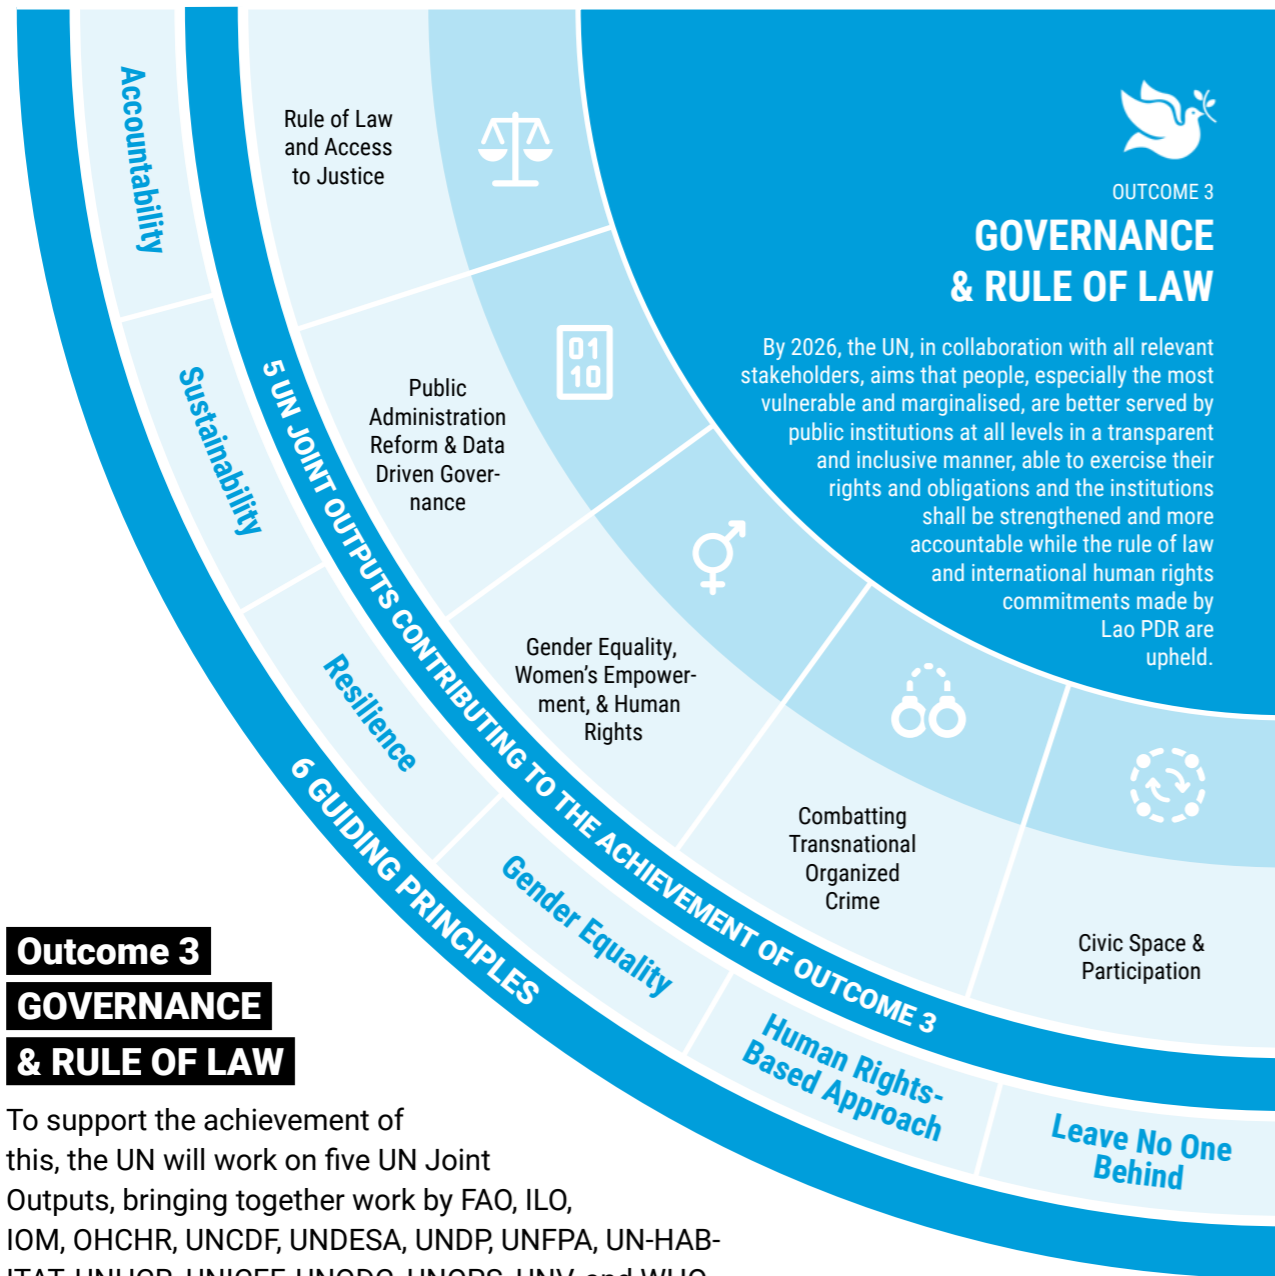 OUTCOME 3
GOVERNANCE
& RULE OF LAW
By 2026, the UN, in collaboration with all relevant
stakeholders, aims that people, especially the most
vulnerable and marginalised, are better served by
public institutions at all levels in a transparent
and inclusive manner, able to exercise their
rights and obligations and the institutions
shall be strengthened and more
accountable while the rule of law
and international human rights
commitments made by
Lao PDR are
upheld.
Rule of Law
and Access
to Justice
01
10
Public
Administration
Reform & Data
Driven Gover-
nance
Gender Equality,
Women's Empower-
ment, & Human
Rights
Combatting
Transnational
Organized
Crime
Civic Space &
Participation
5 UN JOINT OUTPUTS CONTRIBUTING TO THE ACHIEVEMENT OF OUTCOME 3
Accountability
Sustainability
Resilience
Gender Equality
Human Rights-
Based Approach
Leave No One
Behind
6 GUIDING PRINCIPLES
Outcome 3
GOVERNANCE
& RULE OF LAW
To support the achievement of
this, the UN will work on five UN Joint
Outputs, bringing together work by FAO, ILO,
IOM, OHCHR, UNCDF, UNDESA, UNDP, UNFPA, UN-HAB-
ITAT, UNHCR, UNICEF, UNODC, UNOPS, UNV, and WHO